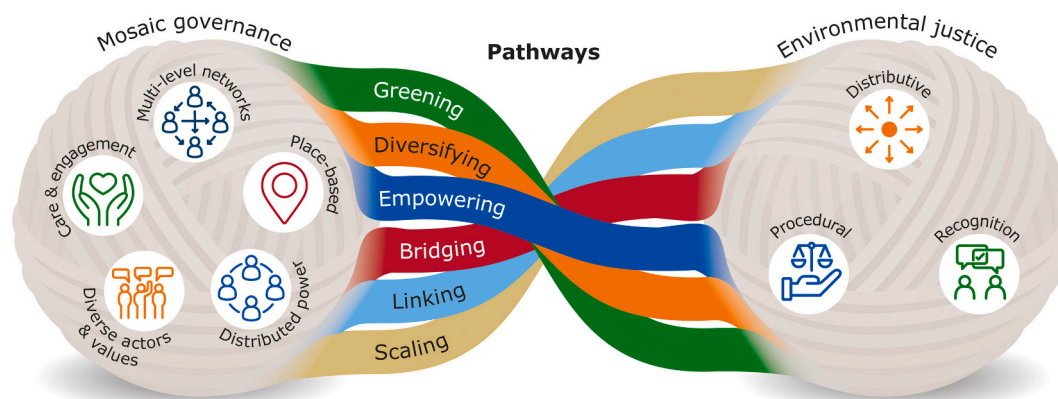 Mosaic governance
Multi-level networks
Care & engagement
Place-based
Diverse actors
& values
Distributed power
Pathways
Greening
Diversifying
Empowering
Bridging
Linking
Scaling
Environmental justice
Distributive
Procedural
Recognition